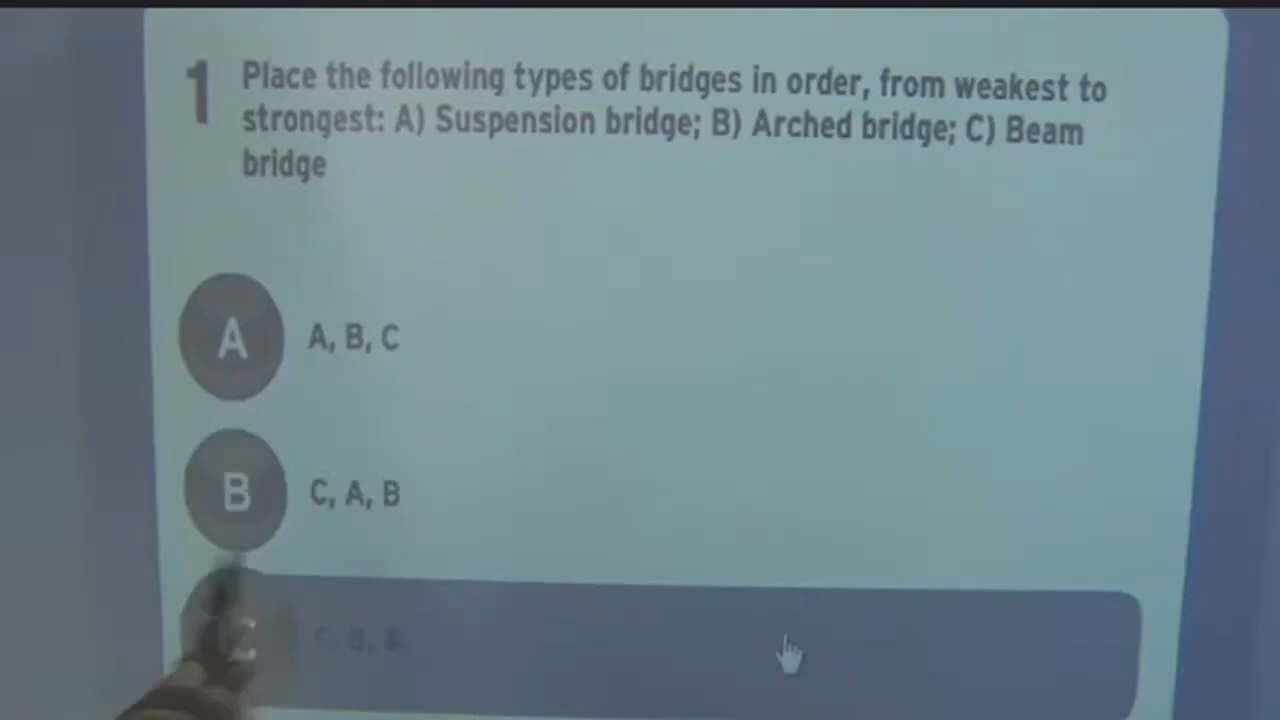 1 Place the following types of bridges in order, from weakest to
strongest: A) Suspension bridge; B) Arched bridge; C) Beam
bridge
A A, B, C
B C, A, B
C C, B, A